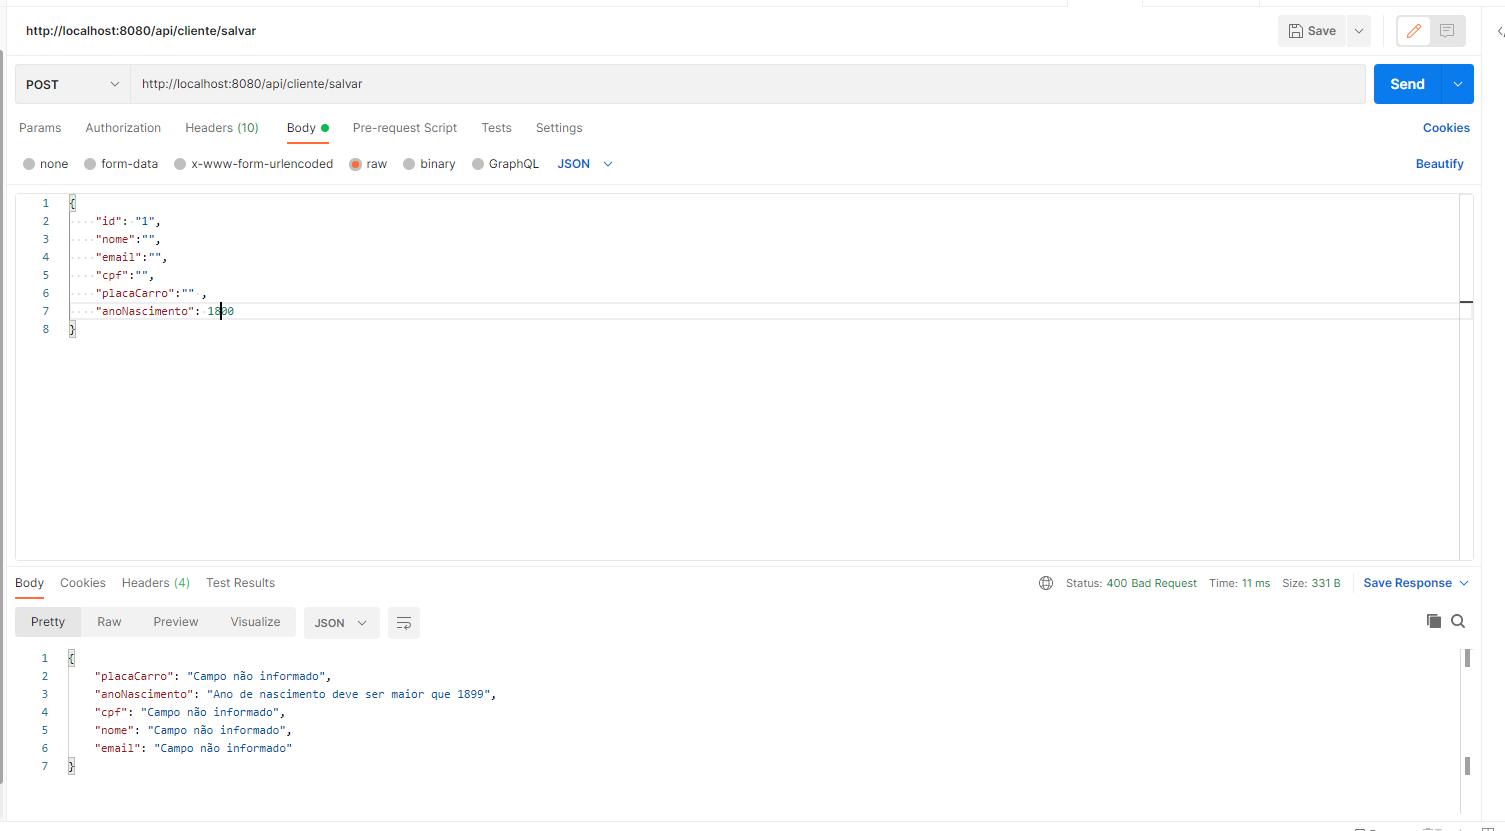 http://localhost:8080/api/cliente/salvar
Save
POST
http://localhost:8080/api/cliente/salvar
Send
Params Authorization Headers (10) Body Pre-request Script Tests Settings Cookies
none form-data x-www-form-urlencoded raw binary GraphQL JSON Beautify
1 {
2 "id": "1",
3 "nome":"",
4 "email":"",
5 "cpf":"",
6 "placaCarro":"" ,
7 "anoNascimento": 1800
8 }
Body Cookies Headers (4) Test Results Status: 400 Bad Request Time: 11 ms Size: 331 B Save Response
Pretty Raw Preview Visualize JSON
1 {
2 "placaCarro": "Campo não informado",
3 "anoNascimento": "Ano de nascimento deve ser maior que 1899",
4 "cpf": "Campo não informado",
5 "nome": "Campo não informado",
6 "email": "Campo não informado"
7 }